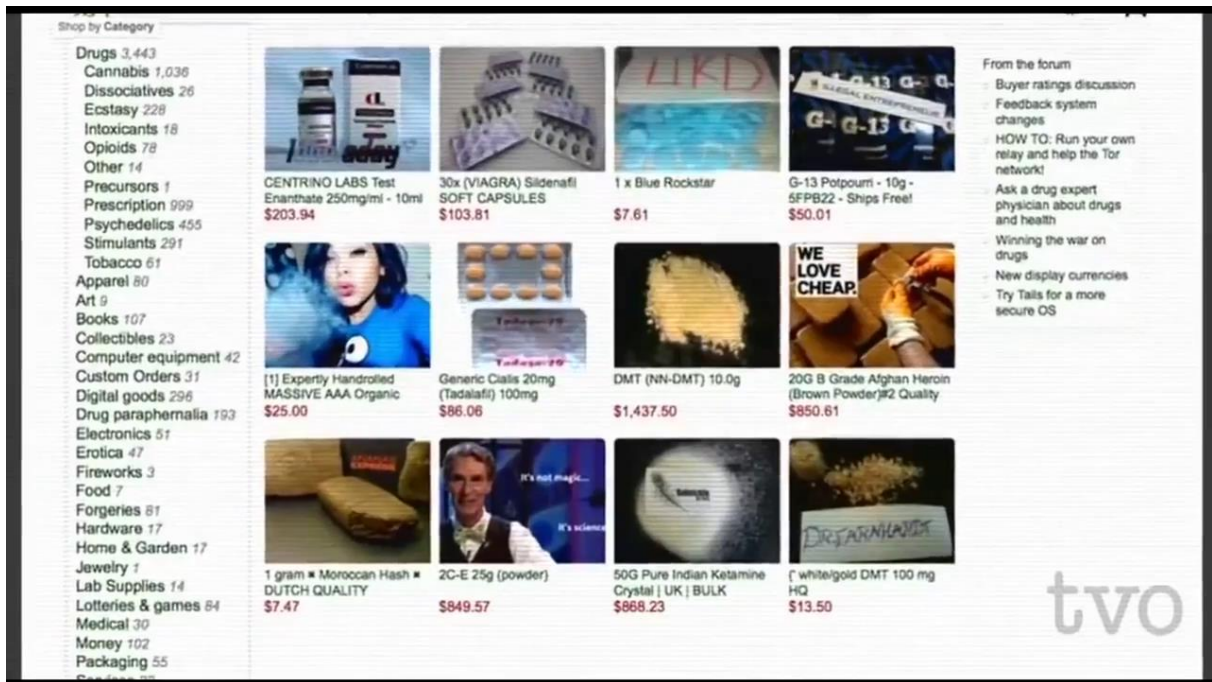 Shop by Category
Drugs 3,443
Cannabis 1,036
Dissociatives 26
Ecstasy 228
Intoxicants 18
Opioids 78
Other 14
Precursors 1
Prescription 999
Psychedelics 455
Stimulants 291
Tobacco 61
Apparel 80
Art 9
Books 107
Collectibles 23
Computer equipment 42
Custom Orders 31
Digital goods 296
Drug paraphernalia 193
Electronics 51
Erotica 47
Fireworks 3
Food 7
Forgeries 81
Hardware 17
Home & Garden 17
Jewelry 1
Lab Supplies 14
Lotteries & games 84
Medical 30
Money 102
Packaging 55
CENTRINO LABS Test
Enanthate 250mg/ml - 10ml
$203.94
30x (VIAGRA) Sildenafil
SOFT CAPSULES
$103.81
UKD
1 x Blue Rockstar
$7.61
G-13 G-13
ILLEGAL ENTREPRENEUR
G- G-13
G-13 Potpourri - 10g -
5FPB22 - Ships Free!
$50.01
[1] Expertly Handrolled
MASSIVE AAA Organic
$25.00
Generic Cialis 20mg
(Tadalafil) 100mg
$86.06
DMT (NN-DMT) 10.0g
$1,437.50
WE
LOVE
CHEAP.
20G B Grade Afghan Heroin
(Brown Powder)#2 Quality
$850.61
1 gram ¤ Moroccan Hash ¤
DUTCH QUALITY
$7.47
It's not magic...
It's science
2C-E 25g (powder)
$849.57
50G Pure Indian Ketamine
Crystal | UK | BULK
$868.23
(' white/gold DMT 100 mg
HQ
$13.50
From the forum
Buyer ratings discussion
Feedback system
changes
HOW TO: Run your own
relay and help the Tor
network!
Ask a drug expert
physician about drugs
and health
Winning the war on
drugs
New display currencies
Try Tails for a more
secure OS
tvo